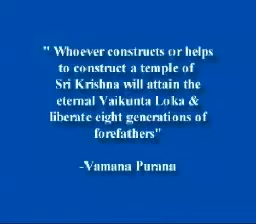 " Whoever constructs or helps
to construct a temple of
Sri Krishna will attain the
eternal Vaikunta Loka &
liberate eight generations of
forefathers"
-Vamana Purana